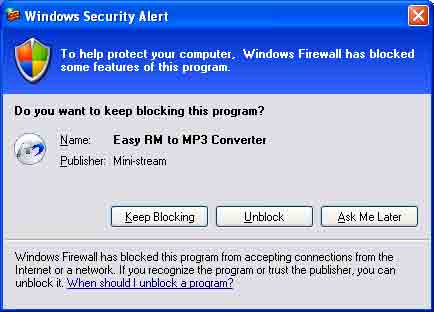 Windows Security Alert
To help protect your computer, Windows Firewall has blocked
some features of this program.
Do you want to keep blocking this program?
Name: Easy RM to MP3 Converter
Publisher: Mini-stream
Keep Blocking Unblock Ask Me Later
Windows Firewall has blocked this program from accepting connections from the
Internet or a network. If you recognize the program or trust the publisher, you can
unblock it. When should I unblock a program?